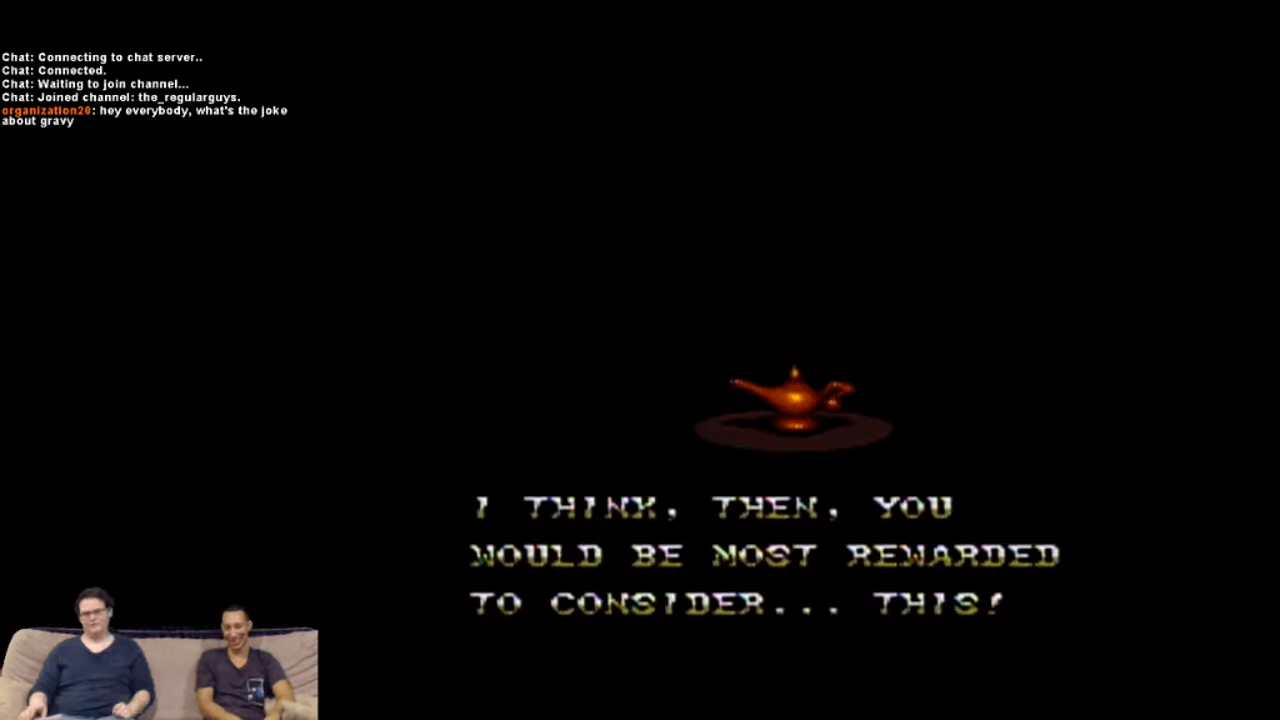 Chat: Connecting to chat server..
Chat: Connected.
Chat: Waiting to join channel...
Chat: Joined channel: the_regularguys.
organization20: hey everybody, what's the joke
about gravy
I THINK, THEN, YOU
WOULD BE MOST REWARDED
TO CONSIDER... THIS!